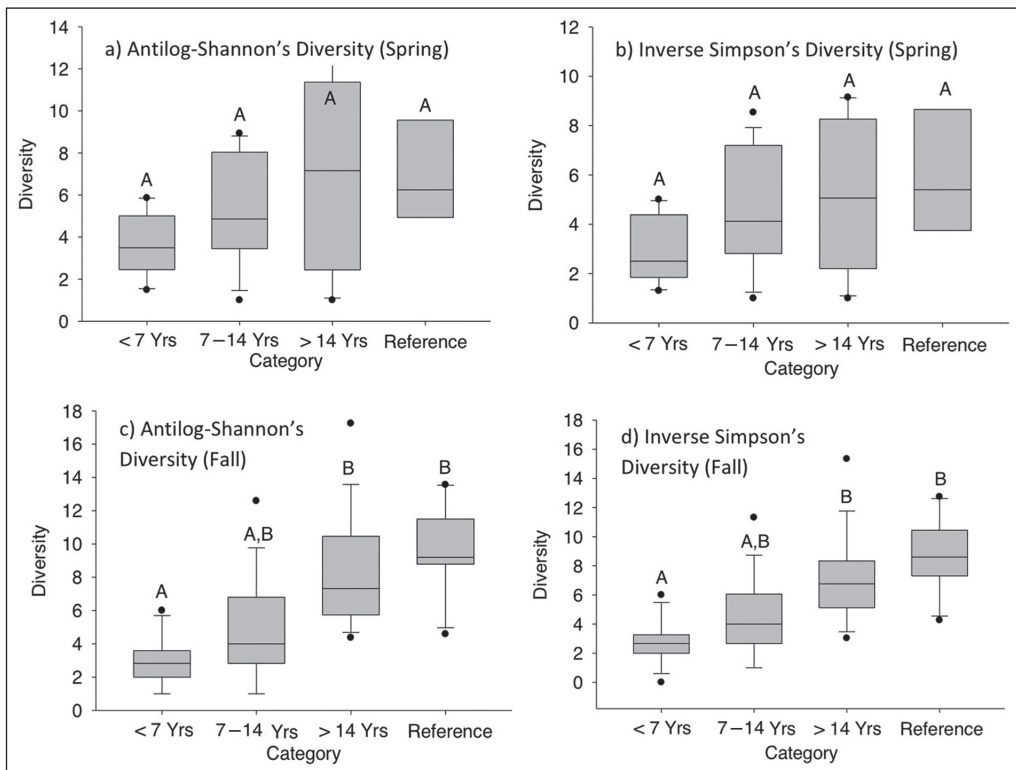 a) Antilog-Shannon's Diversity (Spring)
14
12
10
8
6
4
2
0
Diversity
A
A
A
A
< 7 Yrs
7–14 Yrs
> 14 Yrs
Reference
Category
b) Inverse Simpson's Diversity (Spring)
12
10
8
6
4
2
0
Diversity
A
A
A
A
< 7 Yrs
7–14 Yrs
> 14 Yrs
Reference
Category
c) Antilog-Shannon's
Diversity (Fall)
18
16
14
12
10
8
6
4
2
0
Diversity
A
A,B
B
B
< 7 Yrs
7–14 Yrs
> 14 Yrs
Reference
Category
d) Inverse Simpson's
Diversity (Fall)
18
16
14
12
10
8
6
4
2
0
Diversity
A
A,B
B
B
< 7 Yrs
7–14 Yrs
> 14 Yrs
Reference
Category